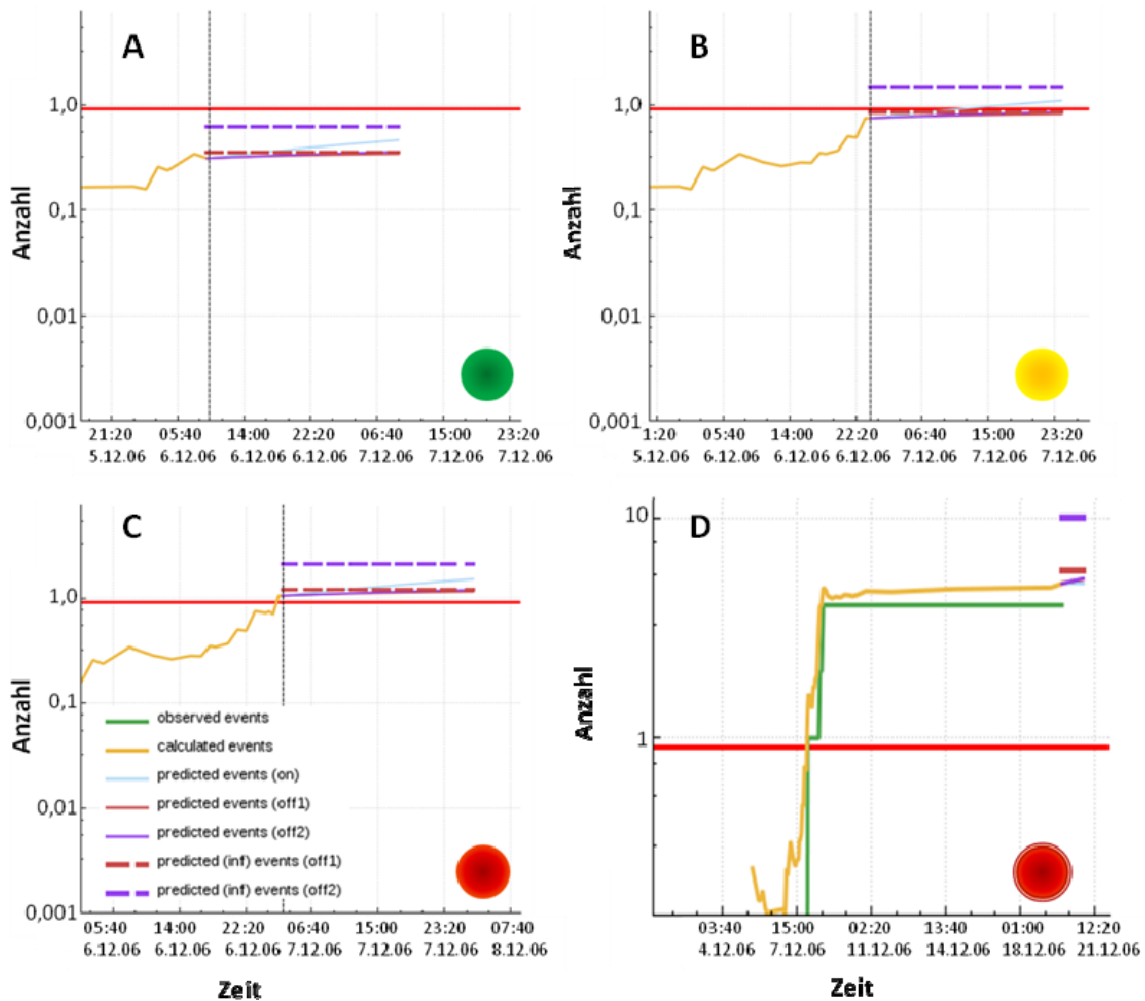 A
Anzahl
1,0
0,1
0,01
0,001
21:20 05:40 14:00 22:20 06:40 15:00 23:20
5.12.06 6.12.06 6.12.06 6.12.06 7.12.06 7.12.06 7.12.06
B
Anzahl
1,0
0,1
0,01
0,001
1:20 05:40 14:00 22:20 06:40 15:00 23:20
5.12.06 6.12.06 6.12.06 6.12.06 7.12.06 7.12.06 7.12.06
C
Anzahl
1,0
0,1
0,01
0,001
observed events
calculated events
predicted events (on)
predicted events (off1)
predicted events (off2)
predicted (inf) events (off1)
predicted (inf) events (off2)
05:40 14:00 22:20 06:40 15:00 23:20 07:40
6.12.06 6.12.06 6.12.06 7.12.06 7.12.06 7.12.06 8.12.06
Zeit
D
Anzahl
10
1
03:40 15:00 02:20 13:40 01:00 12:20
4.12.06 7.12.06 11.12.06 14.12.06 18.12.06 21.12.06
Zeit